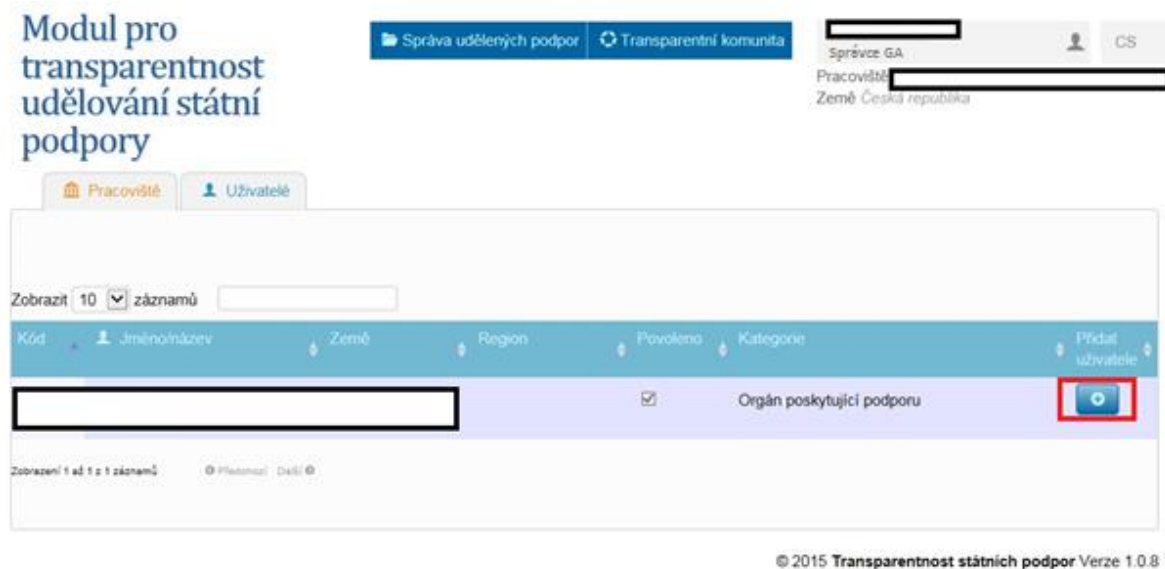 Modul pro
transparentnost
udělování státní
podpory
Správa udělených podpor
Transparentní komunita
Správce GA
CS
Pracoviště
Země Česká republika
Pracoviště
Uživatelé
Zobrazit 10 záznamů
Kód
Jméno/název
Země
Region
Povoleno
Kategorie
Přidat
uživatele
Orgán poskytující podporu
Zobrazení 1 ad 1 z 1 záznamů
Předchozí Další
© 2015 Transparentnost státních podpor Verze 1.0.8